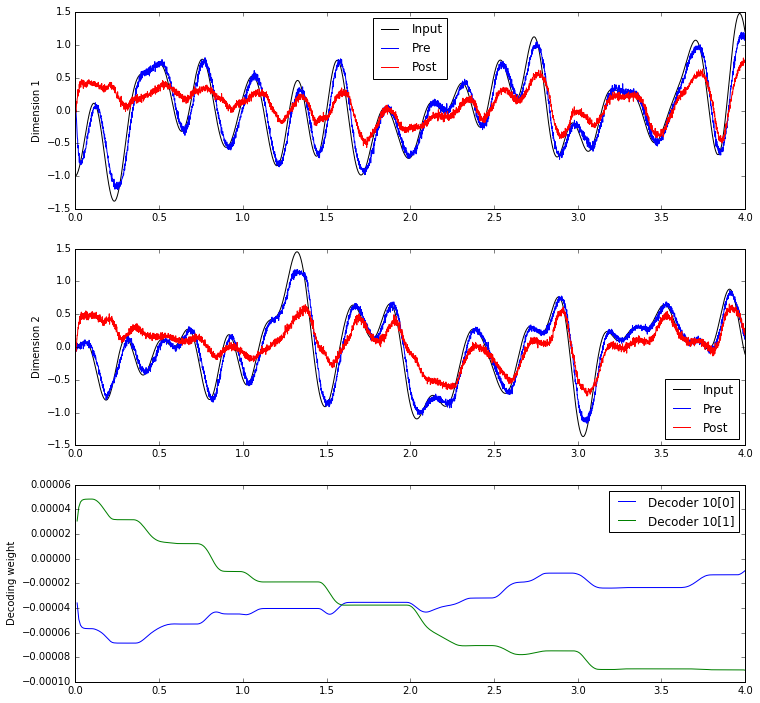 1.5
1.0
0.5
0.0
−0.5
−1.0
−1.5
Dimension 1
Input
Pre
Post
0.0 0.5 1.0 1.5 2.0 2.5 3.0 3.5 4.0
1.5
1.0
0.5
0.0
−0.5
−1.0
−1.5
Dimension 2
Input
Pre
Post
0.0 0.5 1.0 1.5 2.0 2.5 3.0 3.5 4.0
0.00006
0.00004
0.00002
0.00000
−0.00002
−0.00004
−0.00006
−0.00008
−0.00010
Decoding weight
Decoder 10[0]
Decoder 10[1]
0.0 0.5 1.0 1.5 2.0 2.5 3.0 3.5 4.0